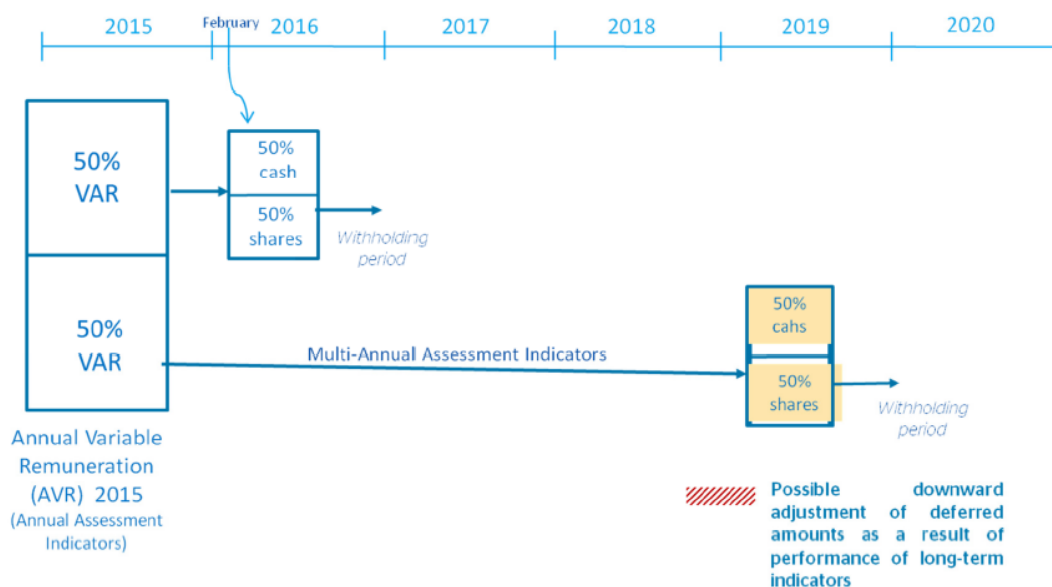 2015
February
2016
2017
2018
2019
2020
50%
VAR
50%
cash
50%
shares
Withholding
period
50%
VAR
Multi-Annual Assessment Indicators
50%
cahs
50%
shares
Withholding
period
Annual Variable
Remuneration
(AVR) 2015
(Annual Assessment
Indicators)
Possible downward
adjustment of deferred
amounts as a result of
performance of long-term
indicators